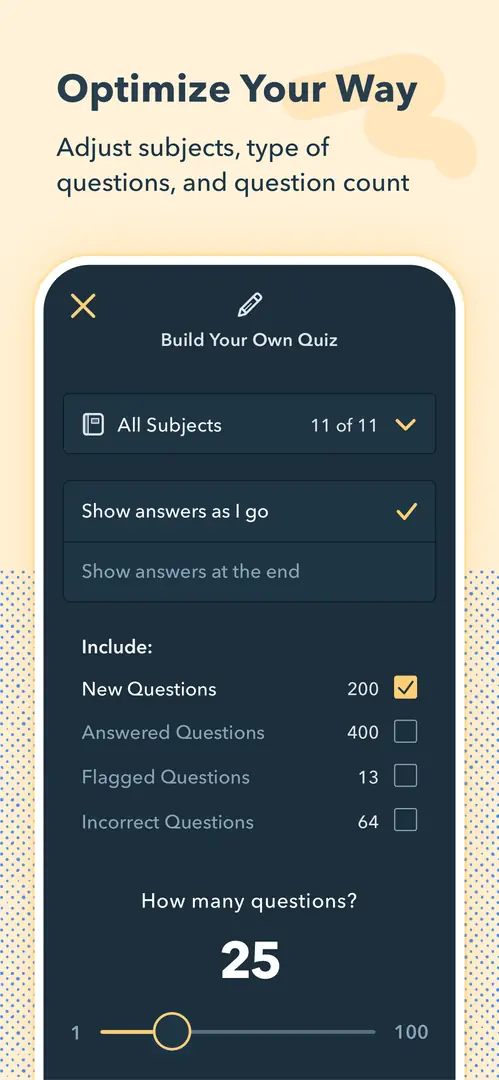 Optimize Your Way
Adjust subjects, type of
questions, and question count
Build Your Own Quiz
All Subjects 11 of 11
Show answers as I go
Show answers at the end
Include:
New Questions 200
Answered Questions 400
Flagged Questions 13
Incorrect Questions 64
How many questions?
25
1 100